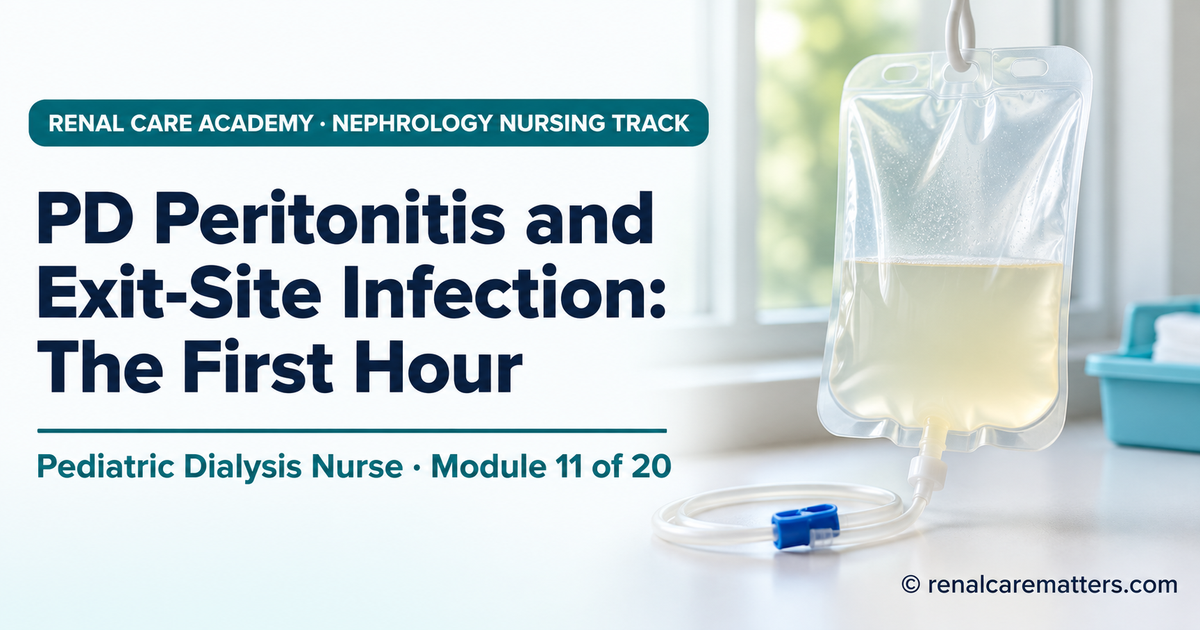 RENAL CARE ACADEMY · NEPHROLOGY NURSING TRACK
PD Peritonitis and
Exit-Site Infection:
The First Hour
Pediatric Dialysis Nurse · Module 11 of 20
© renalcarematters.com